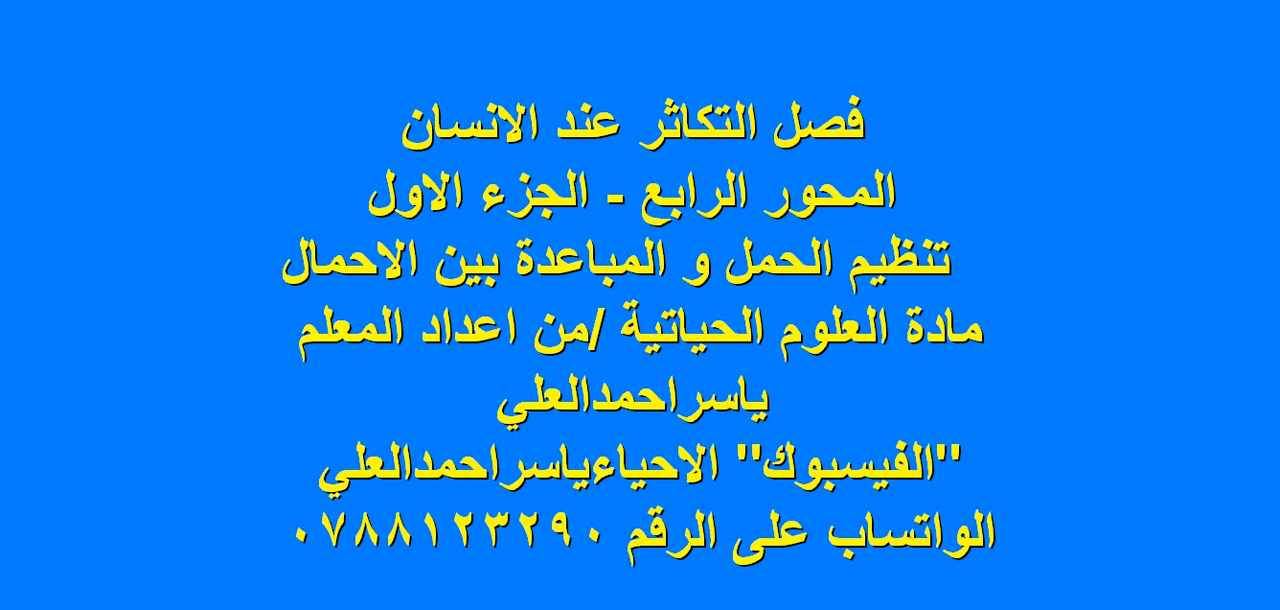 فصل التكاثر عند الانسان
المحور الرابع - الجزء الاول
تنظيم الحمل و المباعدة بين الاحمال
مادة العلوم الحياتية /من اعداد المعلم
ياسراحمدالعلي
"الفيسبوك" الاحياءياسراحمدالعلي
الواتساب على الرقم ٠٧٨٨١٢٣٢٩٠